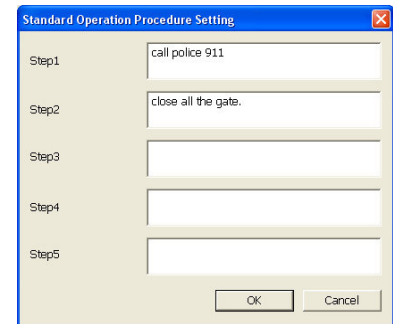 Standard Operation Procedure Setting
Step1
call police 911
Step2
close all the gate.
Step3
Step4
Step5
OK
Cancel